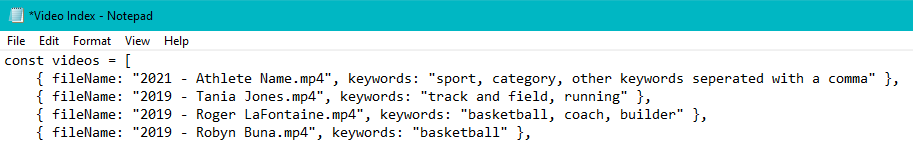 *Video Index - Notepad
File Edit Format View Help
const videos = [
{ fileName: "2021 - Athlete Name.mp4", keywords: "sport, category, other keywords seperated with a comma" },
{ fileName: "2019 - Tania Jones.mp4", keywords: "track and field, running" },
{ fileName: "2019 - Roger LaFontaine.mp4", keywords: "basketball, coach, builder" },
{ fileName: "2019 - Robyn Buna.mp4", keywords: "basketball" },